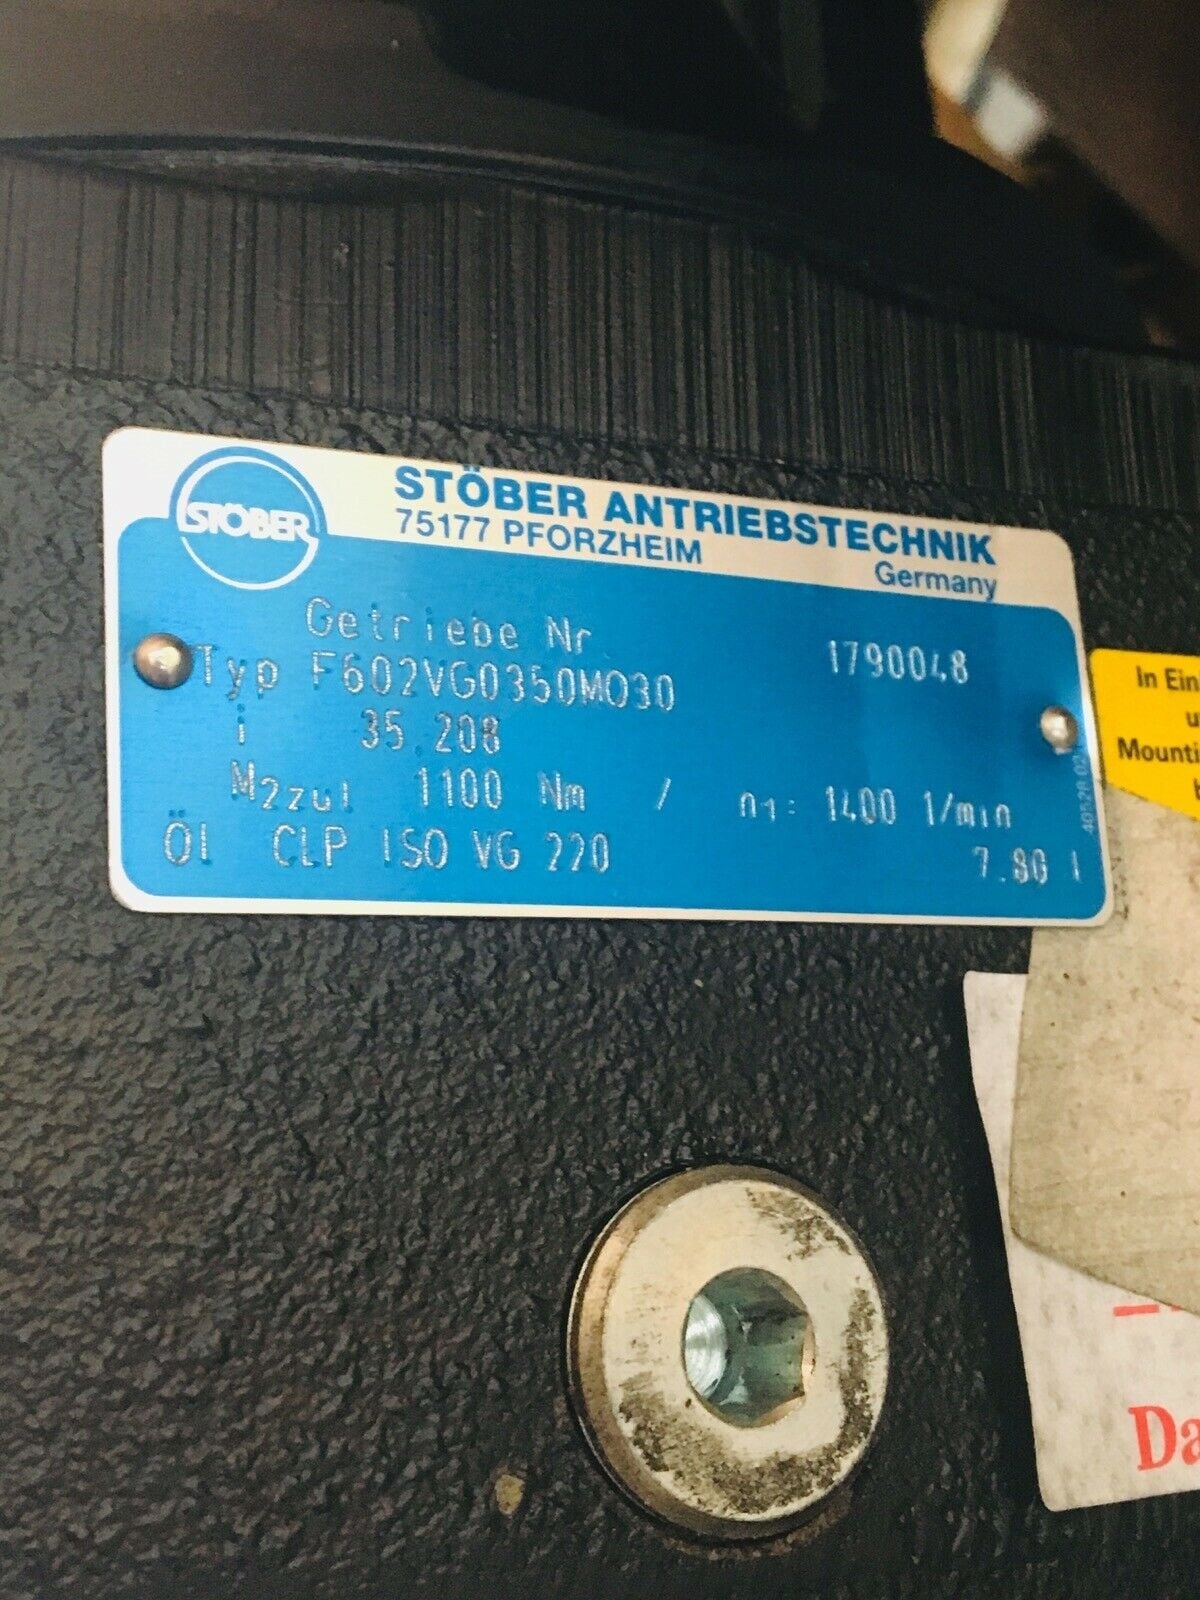 STÖBER
STÖBER ANTRIEBSTECHNIK
75177 PFORZHEIM
Germany
Getriebe Nr 1790048
Typ F602VG0350MO30
i 35 208
M2zul 1100 Nm / n1: 1400 1/min
Öl CLP ISO VG 220 7.80 l
In Ein
u
Mounti
b
Da